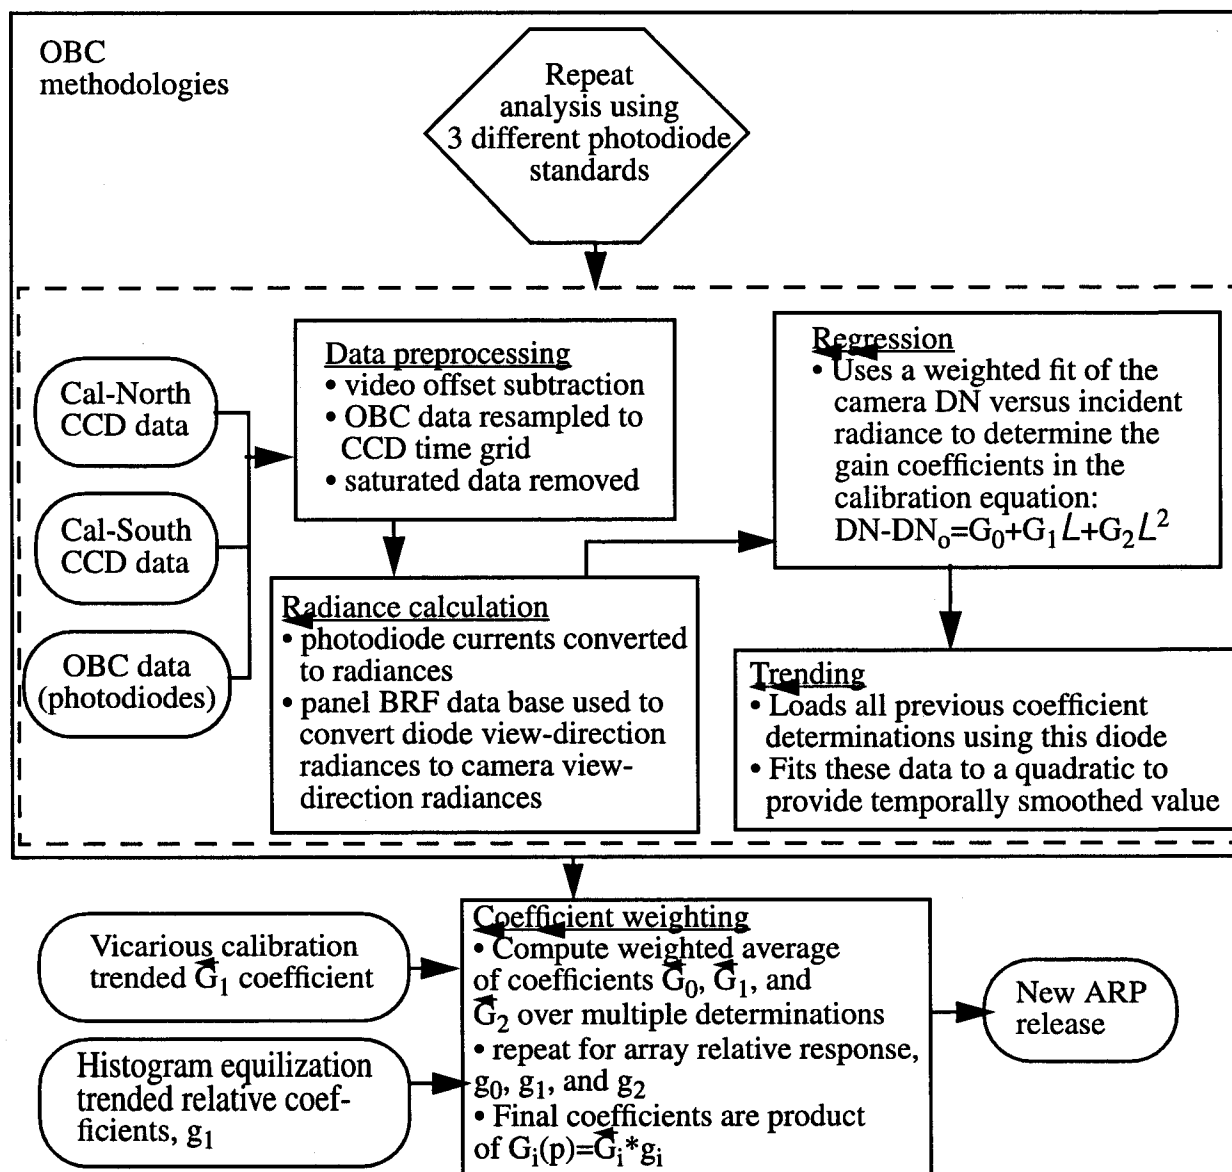 OBC
methodologies
Repeat
analysis using
3 different photodiode
standards
Cal-North
CCD data
Cal-South
CCD data
OBC data
(photodiodes)
Data preprocessing
• video offset subtraction
• OBC data resampled to
CCD time grid
• saturated data removed
Radiance calculation
• photodiode currents converted
to radiances
• panel BRF data base used to
convert diode view-direction
radiances to camera view-
direction radiances
Regression
• Uses a weighted fit of the
camera DN versus incident
radiance to determine the
gain coefficients in the
calibration equation:
DN-DNₒ=G₀+G₁L+G₂L²
Trending
• Loads all previous coefficient
determinations using this diode
• Fits these data to a quadratic to
provide temporally smoothed value
Vicarious calibration
trended G⃖₁ coefficient
Histogram equilization
trended relative coef-
ficients, g₁
Coefficient weighting
• Compute weighted average
of coefficients G⃖₀, G⃖₁, and
G⃖₂ over multiple determinations
• repeat for array relative response,
g₀, g₁, and g₂
• Final coefficients are product
of Gᵢ(p)=G⃖ᵢ*gᵢ
New ARP
release